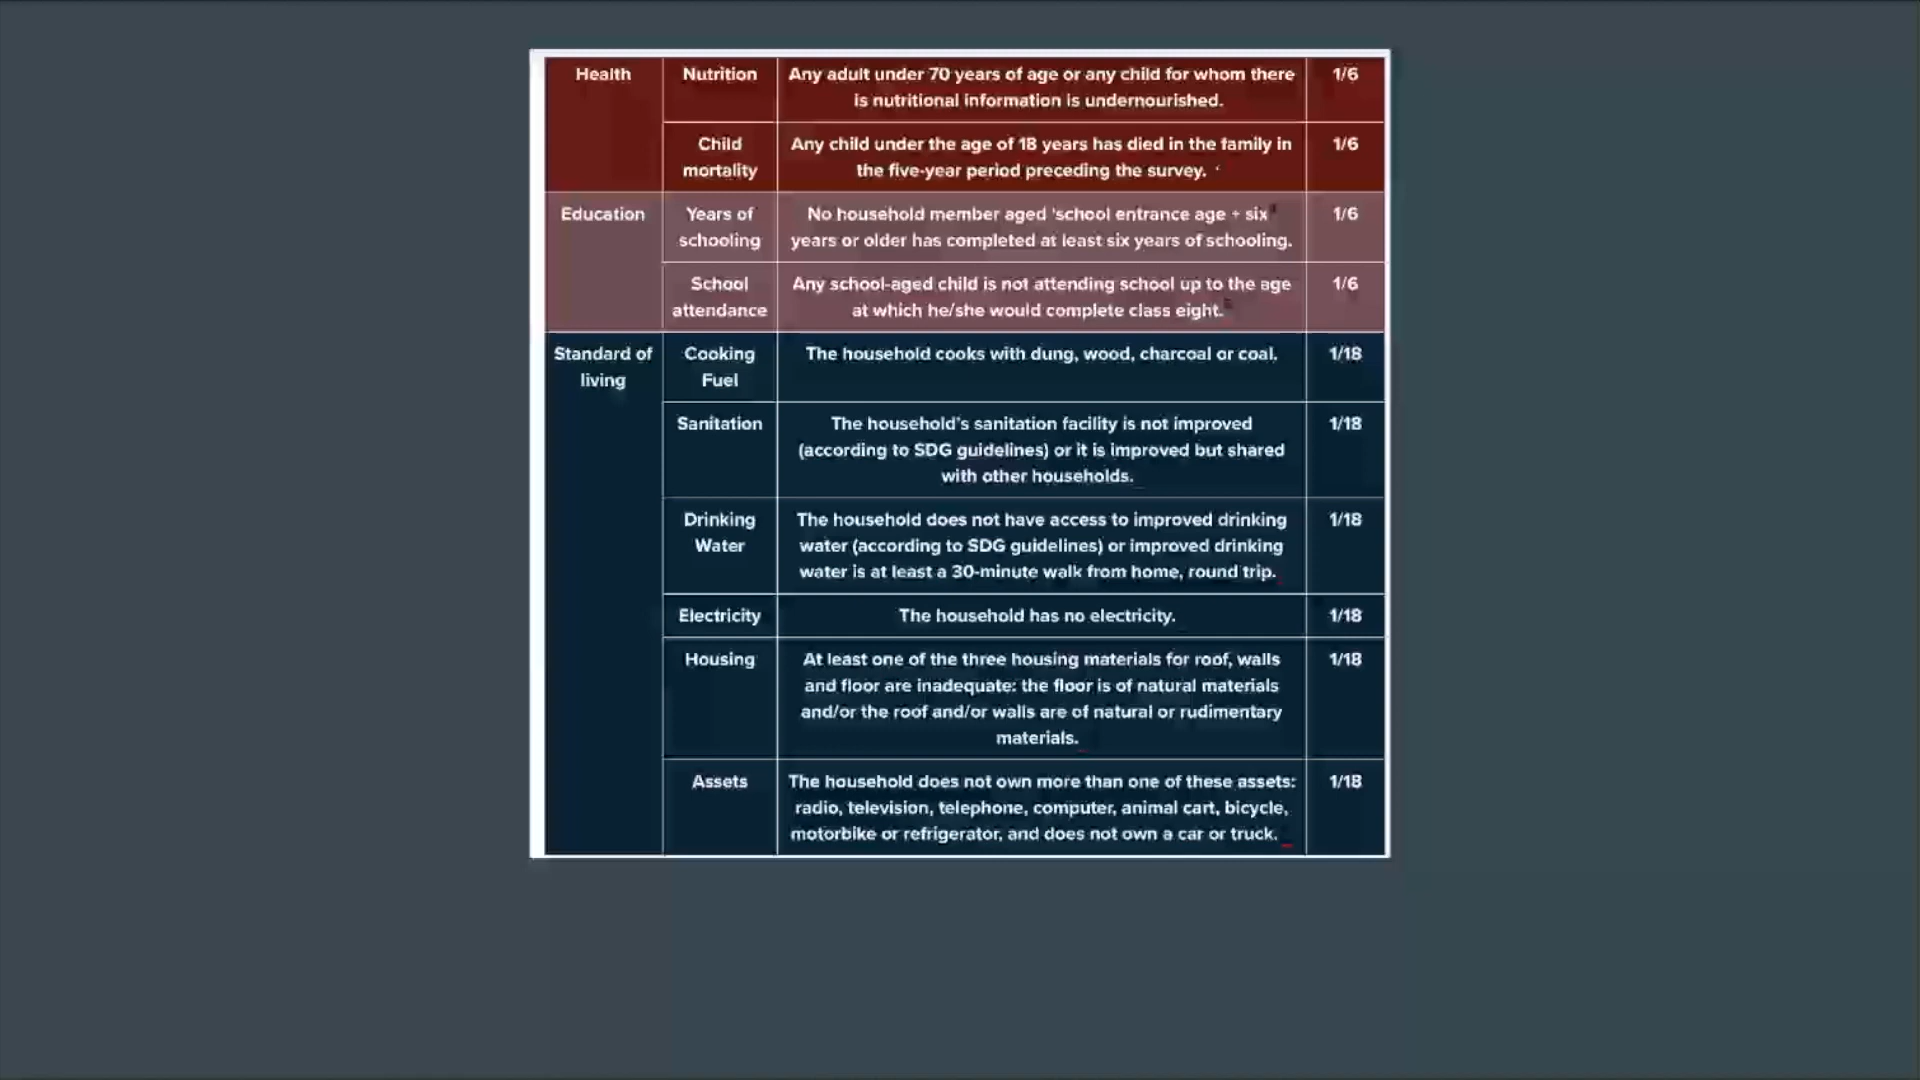 Health
Nutrition
Any adult under 70 years of age or any child for whom there
is nutritional information is undernourished.
1/6
Child
mortality
Any child under the age of 18 years has died in the family in
the five-year period preceding the survey.
1/6
Education
Years of
schooling
No household member aged 'school entrance age + six
years or older has completed at least six years of schooling.
1/6
School
attendance
Any school-aged child is not attending school up to the age
at which he/she would complete class eight.
1/6
Standard of
living
Cooking
Fuel
The household cooks with dung, wood, charcoal or coal.
1/18
Sanitation
The household's sanitation facility is not improved
(according to SDG guidelines) or it is improved but shared
with other households.
1/18
Drinking
Water
The household does not have access to improved drinking
water (according to SDG guidelines) or improved drinking
water is at least a 30-minute walk from home, round trip.
1/18
Electricity
The household has no electricity.
1/18
Housing
At least one of the three housing materials for roof, walls
and floor are inadequate: the floor is of natural materials
and/or the roof and/or walls are of natural or rudimentary
materials.
1/18
Assets
The household does not own more than one of these assets:
radio, television, telephone, computer, animal cart, bicycle,
motorbike or refrigerator, and does not own a car or truck.
1/18